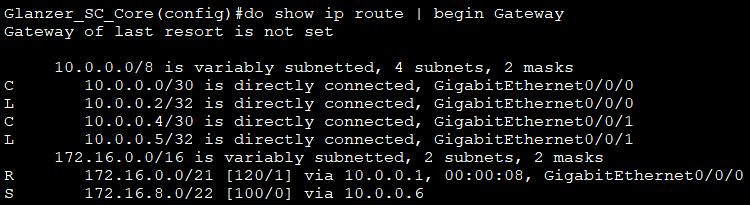 Glanzer_SC_Core(config)#do show ip route | begin Gateway
Gateway of last resort is not set
10.0.0.0/8 is variably subnetted, 4 subnets, 2 masks
C 10.0.0.0/30 is directly connected, GigabitEthernet0/0/0
L 10.0.0.2/32 is directly connected, GigabitEthernet0/0/0
C 10.0.0.4/30 is directly connected, GigabitEthernet0/0/1
L 10.0.0.5/32 is directly connected, GigabitEthernet0/0/1
172.16.0.0/16 is variably subnetted, 2 subnets, 2 masks
R 172.16.0.0/21 [120/1] via 10.0.0.1, 00:00:08, GigabitEthernet0/0/0
S 172.16.8.0/22 [100/1] via 10.0.0.6